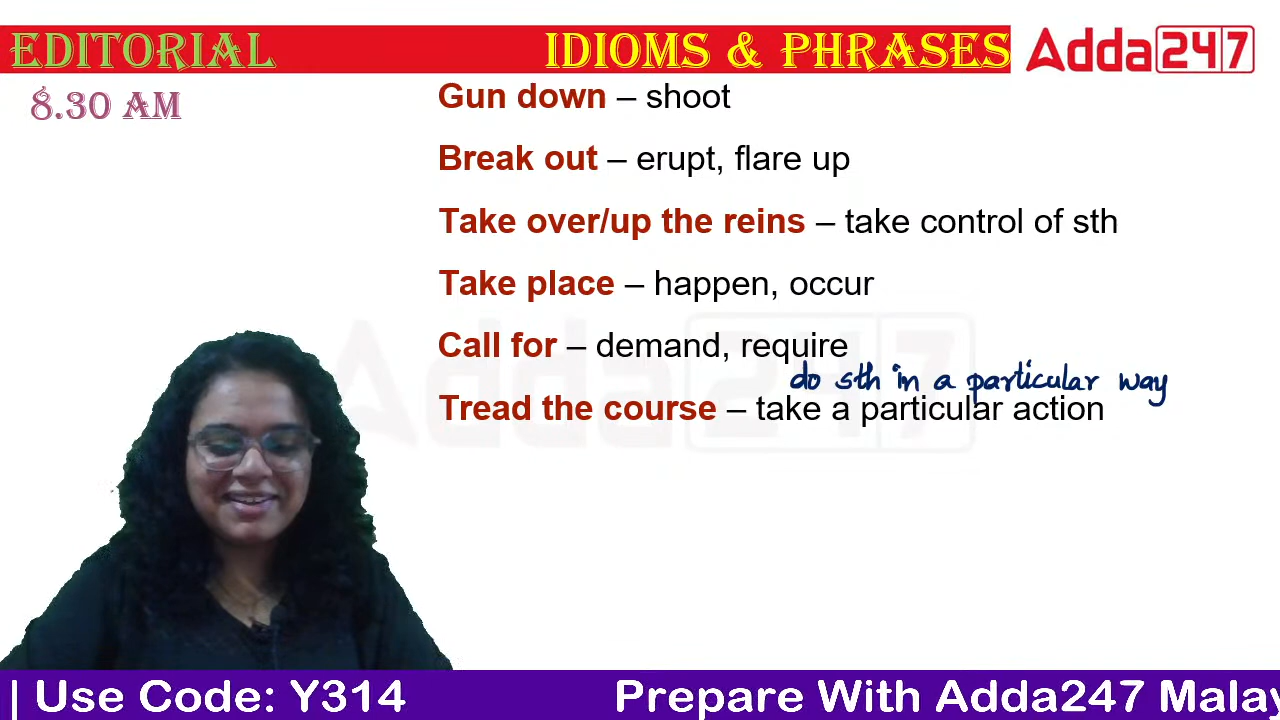 EDITORIAL
IDIOMS & PHRASES
Adda247
8.30 AM
Gun down – shoot
Break out – erupt, flare up
Take over/up the reins – take control of sth
Take place – happen, occur
Call for – demand, require
do sth in a particular way
Tread the course – take a particular action
Adda247
| Use Code: Y314
Prepare With Adda247 Malay